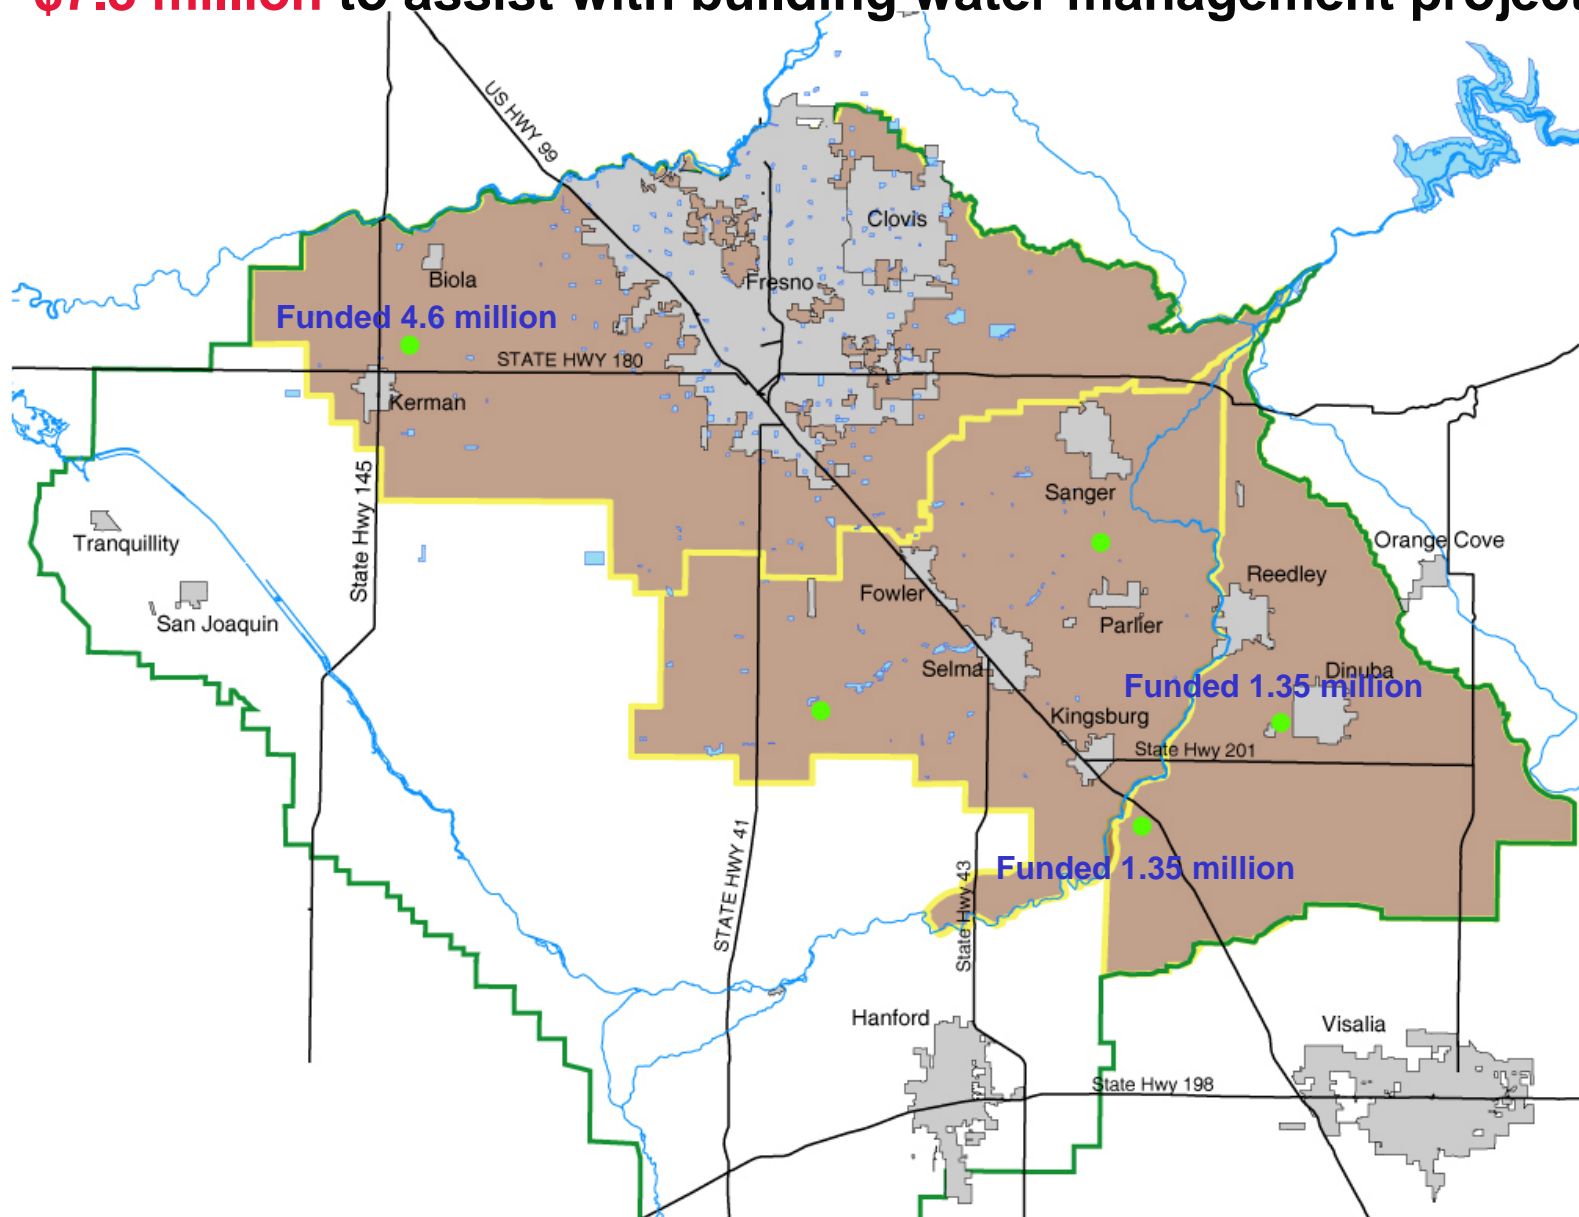 $7.3 million to assist with building water management project
US HWY 99
Clovis
Biola
Fresno
Funded 4.6 million
STATE HWY 180
Kerman
State Hwy 145
Sanger
Tranquillity
Orange Cove
Reedley
Fowler
San Joaquin
Parlier
Selma
Dinuba
Funded 1.35 million
Kingsburg
State Hwy 201
STATE HWY 41
Funded 1.35 million
State Hwy 43
Hanford
Visalia
State Hwy 198